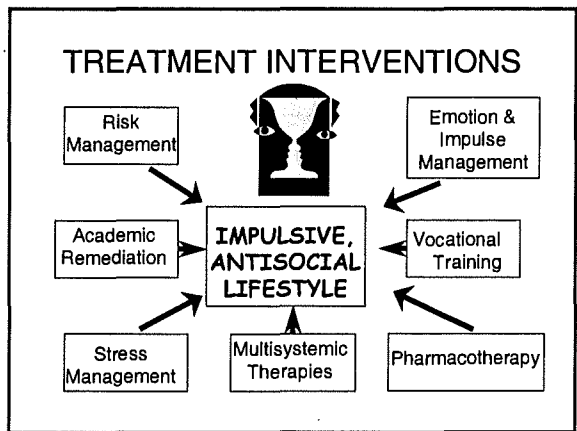 TREATMENT INTERVENTIONS
Risk
Management
Emotion &
Impulse
Management
Academic
Remediation
IMPULSIVE,
ANTISOCIAL
LIFESTYLE
Vocational
Training
Stress
Management
Multisystemic
Therapies
Pharmacotherapy